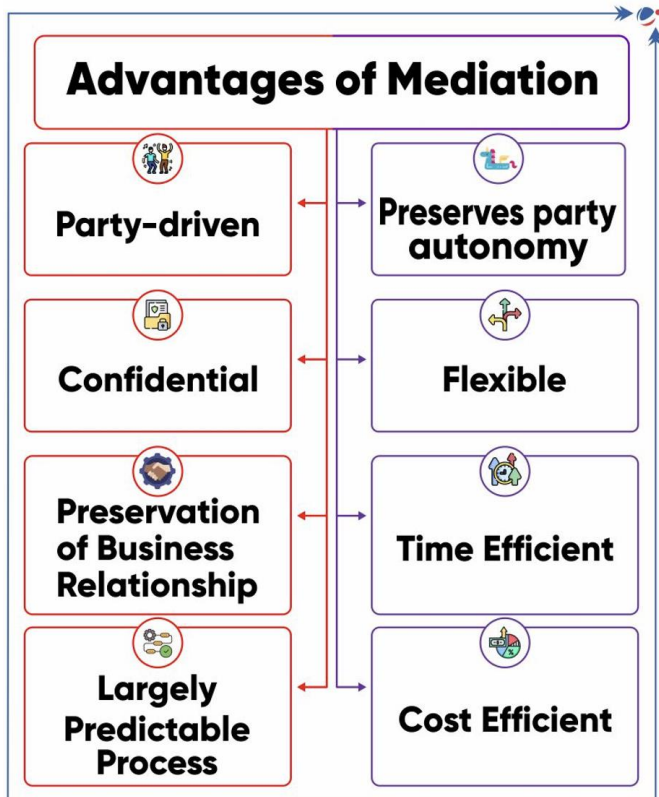 Advantages of Mediation
Party-driven
Preserves party
autonomy
Confidential
Flexible
Preservation
of Business
Relationship
Time Efficient
Largely
Predictable
Process
Cost Efficient